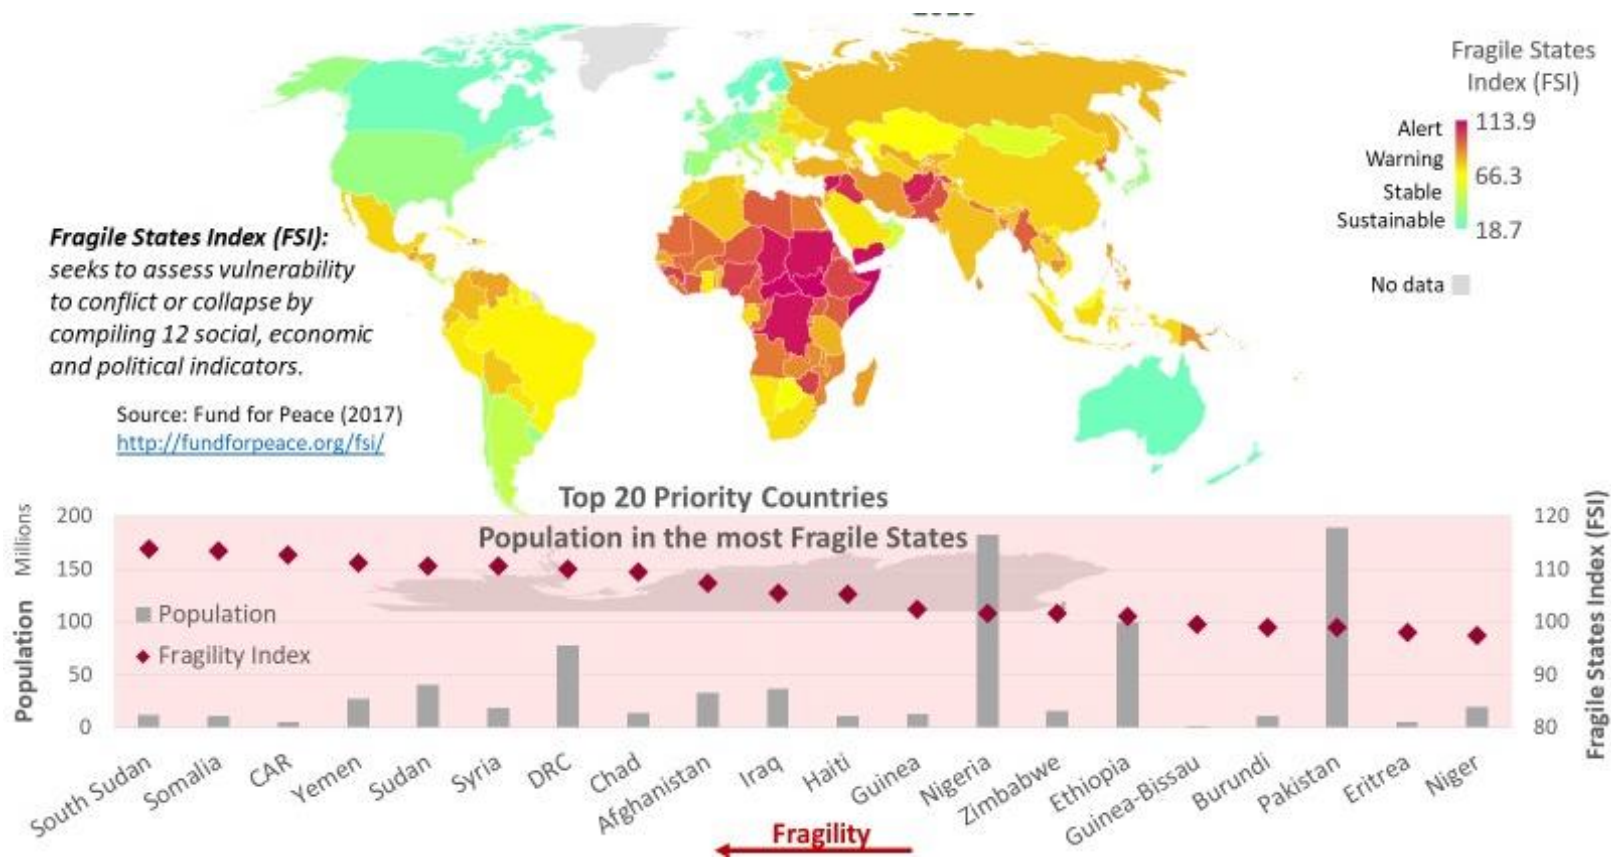 Fragile States
Index (FSI)
Alert
113.9
Warning
66.3
Stable
Sustainable
18.7
No data
Fragile States Index (FSI):
seeks to assess vulnerability
to conflict or collapse by
compiling 12 social, economic
and political indicators.
Source: Fund for Peace (2017)
http://fundforpeace.org/fsi/
Top 20 Priority Countries
Population in the most Fragile States
Population Millions
200
150
100
50
0
Population
Fragility Index
120
110
100
90
80
Fragile States Index (FSI)
South Sudan
Somalia
CAR
Yemen
Sudan
Syria
DRC
Chad
Afghanistan
Iraq
Haiti
Guinea
Nigeria
Zimbabwe
Ethiopia
Guinea-Bissau
Burundi
Pakistan
Eritrea
Niger
Fragility